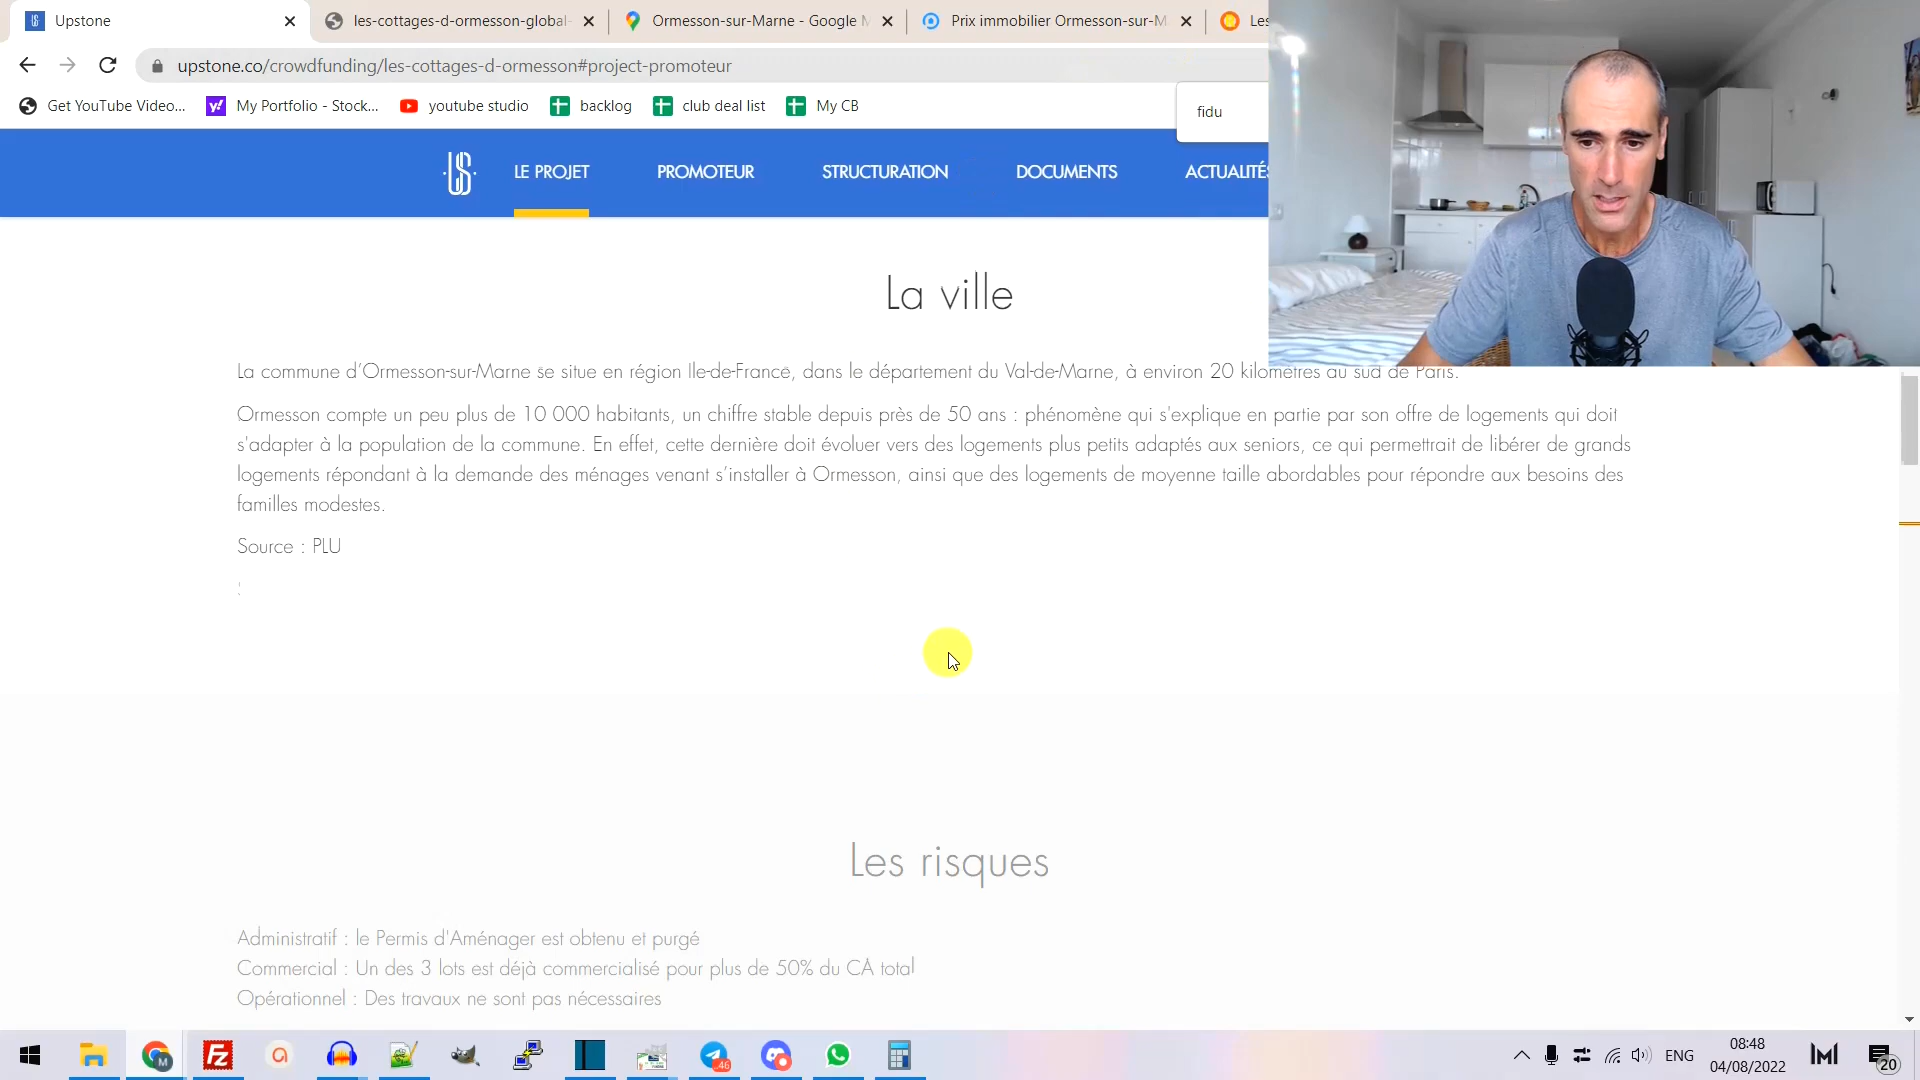 Upstone
les-cottages-d-ormesson-global-
Ormesson-sur-Marne - Google M
Prix immobilier Ormesson-sur-M
Les
upstone.co/crowdfunding/les-cottages-d-ormesson#project-promoteur
Get YouTube Video...
My Portfolio - Stock...
youtube studio
backlog
club deal list
My CB
fidu
LE PROJET
PROMOTEUR
STRUCTURATION
DOCUMENTS
ACTUALITÉS
La ville
La commune d'Ormesson-sur-Marne se situe en région Ile-de-France, dans le département du Val-de-Marne, à environ 20 kilomètres au sud de Paris.
Ormesson compte un peu plus de 10 000 habitants, un chiffre stable depuis près de 50 ans : phénomène qui s'explique en partie par son offre de logements qui doit
s'adapter à la population de la commune. En effet, cette dernière doit évoluer vers des logements plus petits adaptés aux seniors, ce qui permettrait de libérer de grands
logements répondant à la demande des ménages venant s'installer à Ormesson, ainsi que des logements de moyenne taille abordables pour répondre aux besoins des
familles modestes.
Source : PLU
Les risques
Administratif : le Permis d'Aménager est obtenu et purgé
Commercial : Un des 3 lots est déjà commercialisé pour plus de 50% du CA total
Opérationnel : Des travaux ne sont pas nécessaires
46
ENG
08:48
04/08/2022
20